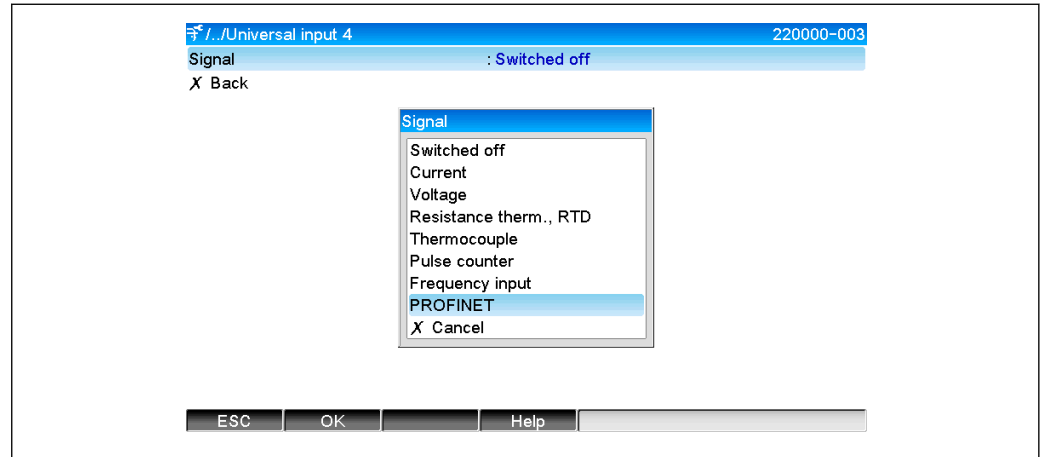 /../Universal input 4 220000-003
Signal : Switched off
X Back
Signal
Switched off
Current
Voltage
Resistance therm., RTD
Thermocouple
Pulse counter
Frequency input
PROFINET
X Cancel
ESC OK Help